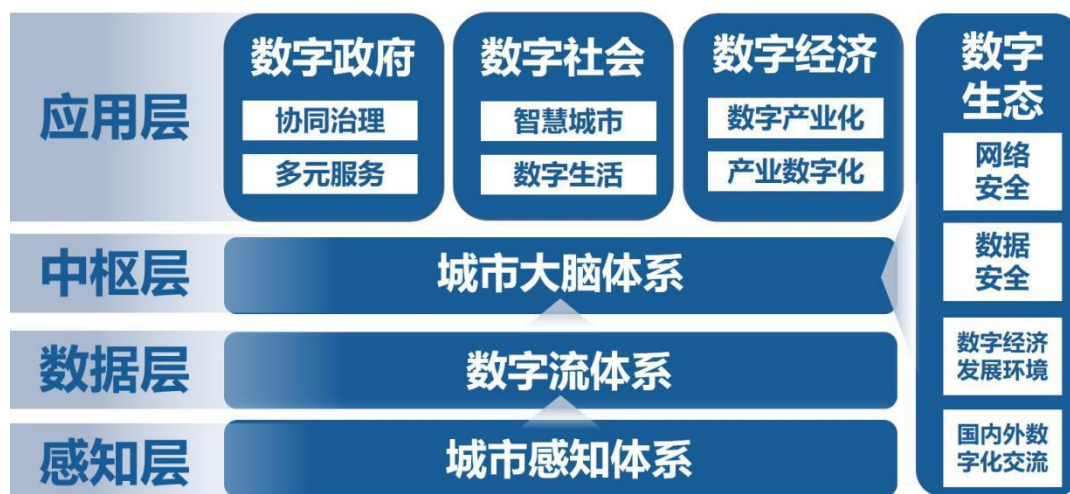 应用层
数字政府
协同治理
多元服务
数字社会
智慧城市
数字生活
数字经济
数字产业化
产业数字化
中枢层
城市大脑体系
数据层
数字流体系
感知层
城市感知体系
数字
生态
网络
安全
数据
安全
数字经济
发展环境
国内外数
字化交流